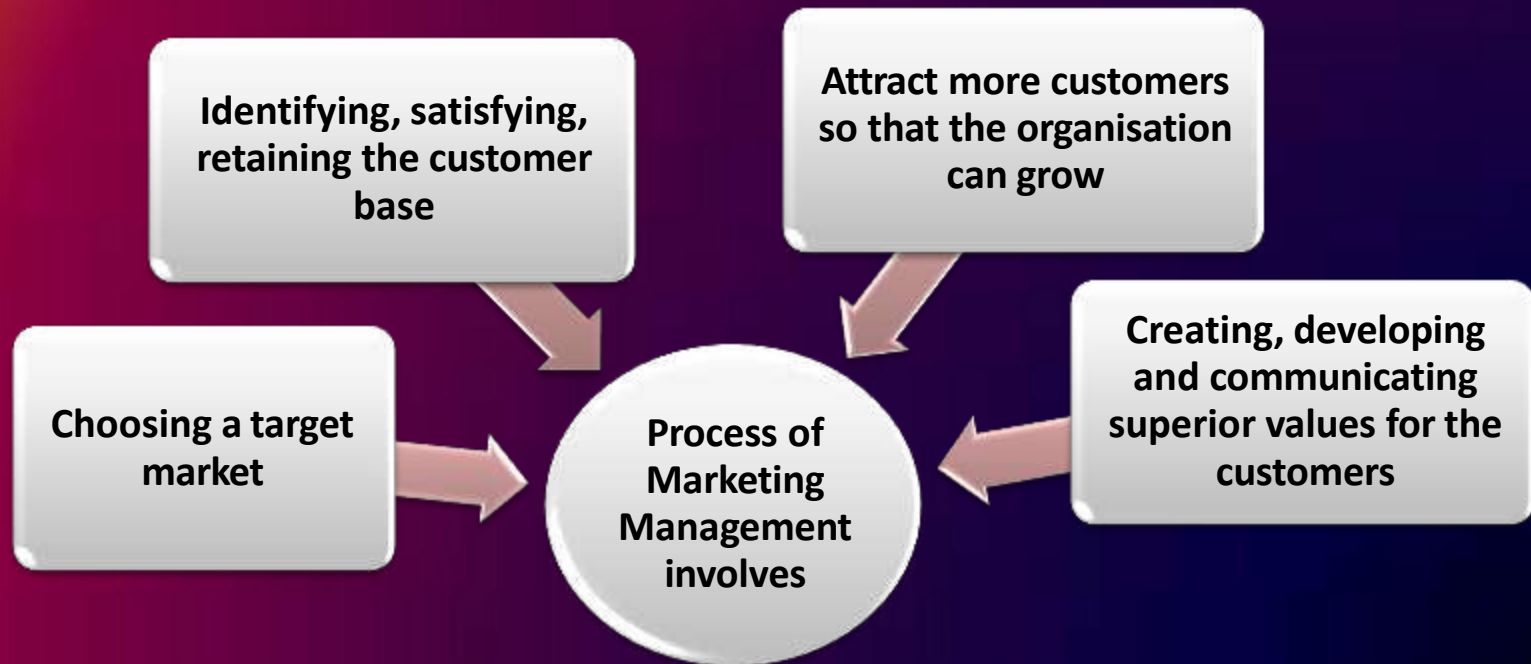 Identifying, satisfying,
retaining the customer
base
Attract more customers
so that the organisation
can grow
Choosing a target
market
Creating, developing
and communicating
superior values for the
customers
Process of
Marketing
Management
involves